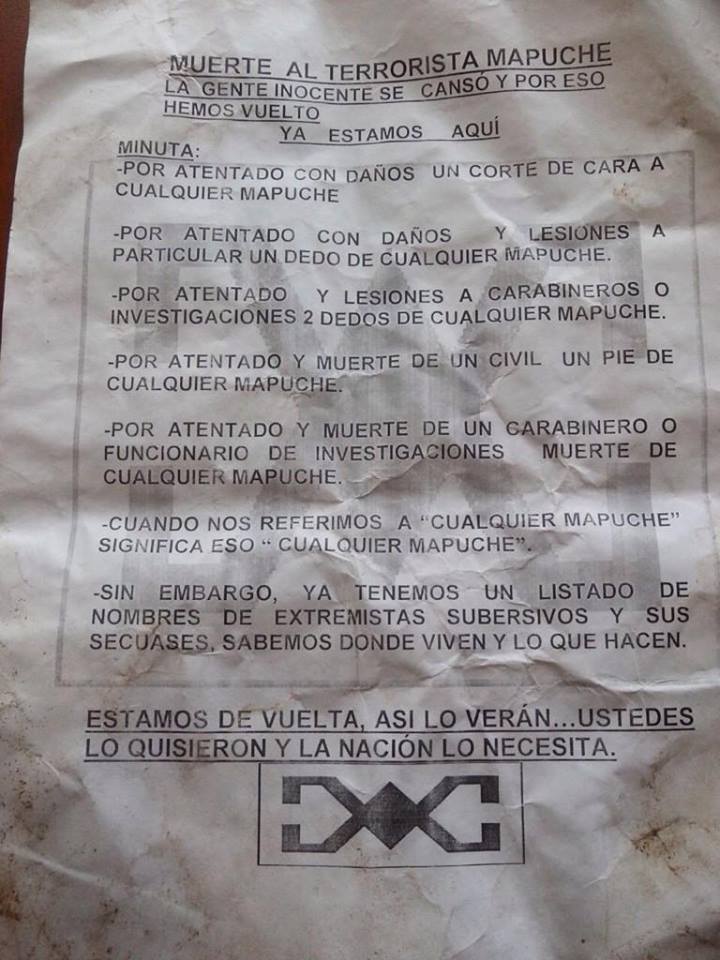 MUERTE AL TERRORISTA MAPUCHE
LA GENTE INOCENTE SE CANSÓ Y POR ESO
HEMOS VUELTO
YA ESTAMOS AQUÍ
MINUTA:
-POR ATENTADO CON DAÑOS UN CORTE DE CARA A
CUALQUIER MAPUCHE
-POR ATENTADO CON DAÑOS Y LESIONES A
PARTICULAR UN DEDO DE CUALQUIER MAPUCHE.
-POR ATENTADO Y LESIONES A CARABINEROS O
INVESTIGACIONES 2 DEDOS DE CUALQUIER MAPUCHE.
-POR ATENTADO Y MUERTE DE UN CIVIL UN PIE DE
CUALQUIER MAPUCHE.
-POR ATENTADO Y MUERTE DE UN CARABINERO O
FUNCIONARIO DE INVESTIGACIONES MUERTE DE
CUALQUIER MAPUCHE.
-CUANDO NOS REFERIMOS A “CUALQUIER MAPUCHE”
SIGNIFICA ESO “ CUALQUIER MAPUCHE”.
-SIN EMBARGO, YA TENEMOS UN LISTADO DE
NOMBRES DE EXTREMISTAS SUBERSIVOS Y SUS
SECUASES, SABEMOS DONDE VIVEN Y LO QUE HACEN.
ESTAMOS DE VUELTA, ASI LO VERÁN...USTEDES
LO QUISIERON Y LA NACIÓN LO NECESITA.